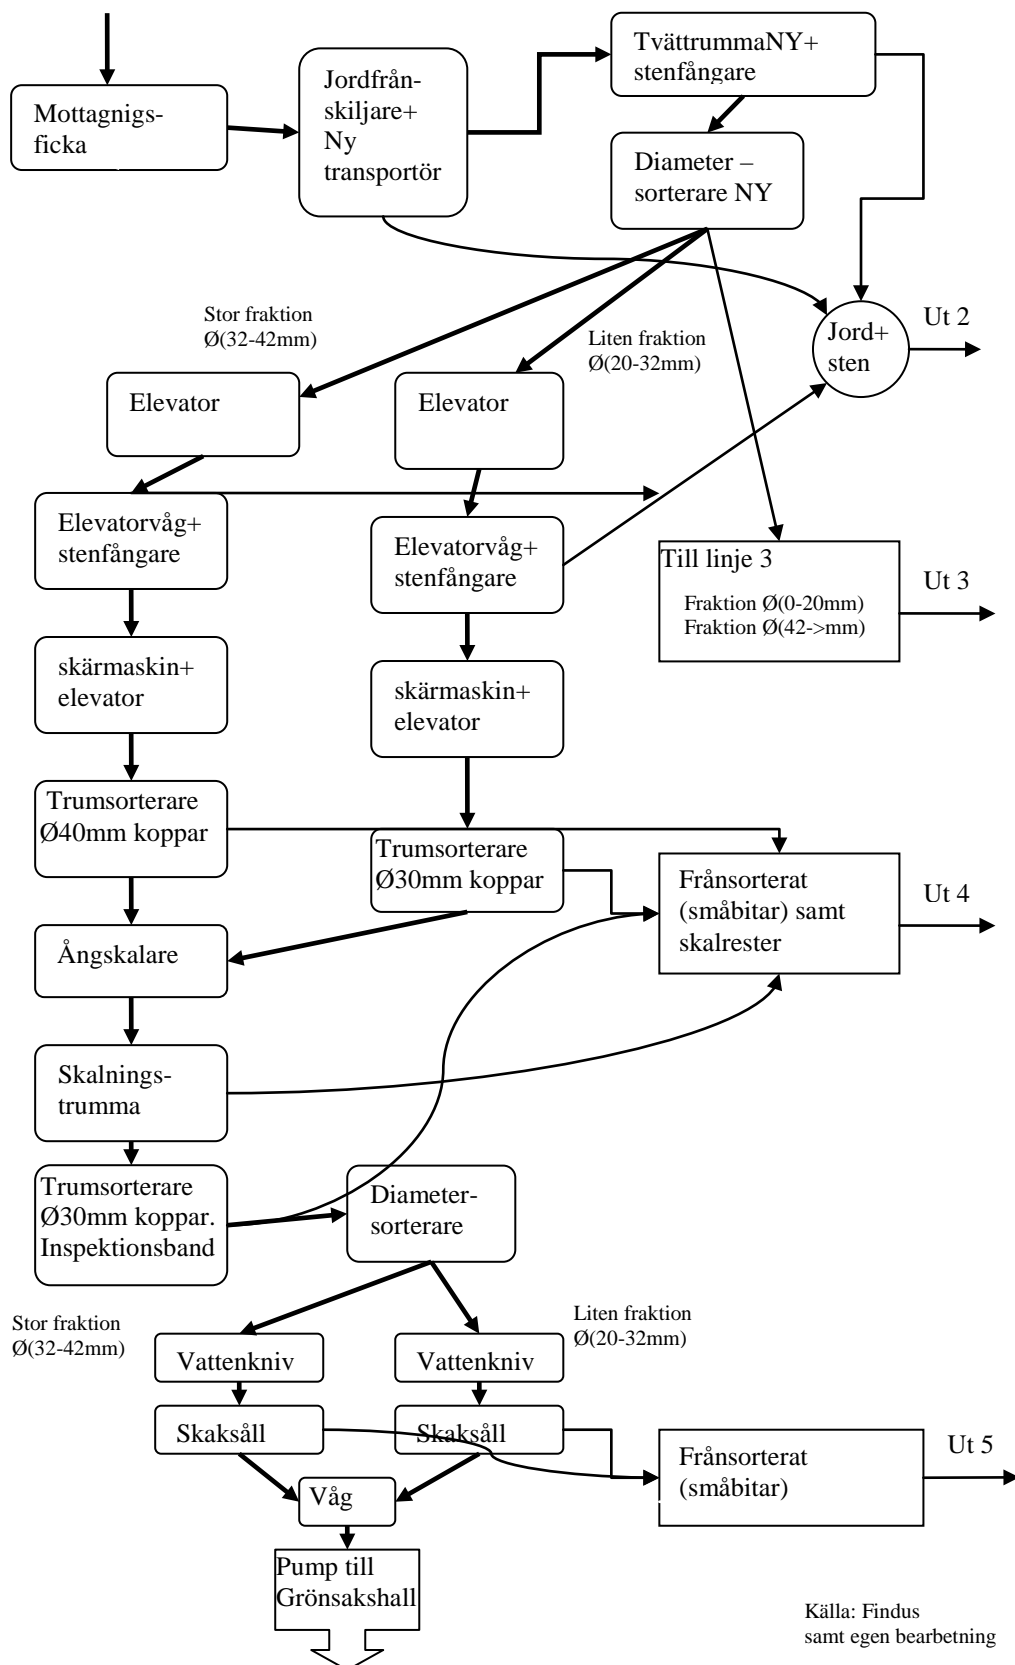 TvättrummaNY+
stenfångare
Jordfrån-
skiljare+
Ny
transportör
Mottagnigs-
ficka
Diameter –
sorterare NY
Stor fraktion
Ø(32-42mm)
Liten fraktion
Ø(20-32mm)
Jord+
sten
Ut 2
Elevator
Elevator
Elevatorvåg+
stenfångare
Elevatorvåg+
stenfångare
Till linje 3
Fraktion Ø(0-20mm)
Fraktion Ø(42->mm)
Ut 3
skärmaskin+
elevator
skärmaskin+
elevator
Trumsorterare
Ø40mm koppar
Trumsorterare
Ø30mm koppar
Frånsorterat
(småbitar) samt
skalrester
Ut 4
Ångskalare
Skalnings-
trumma
Trumsorterare
Ø30mm koppar.
Inspektionsband
Diameter-
sorterare
Stor fraktion
Ø(32-42mm)
Liten fraktion
Ø(20-32mm)
Vattenkniv
Vattenkniv
Skaksåll
Skaksåll
Frånsorterat
(småbitar)
Ut 5
Våg
Pump till
Grönsakshall
Källa: Findus
samt egen bearbetning